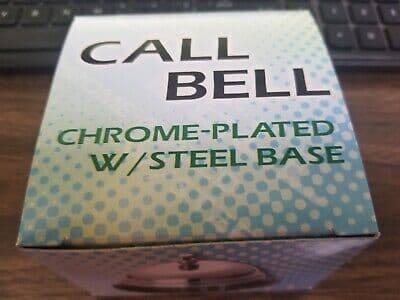 CALL
BELL
CHROME-PLATED
W/STEEL BASE